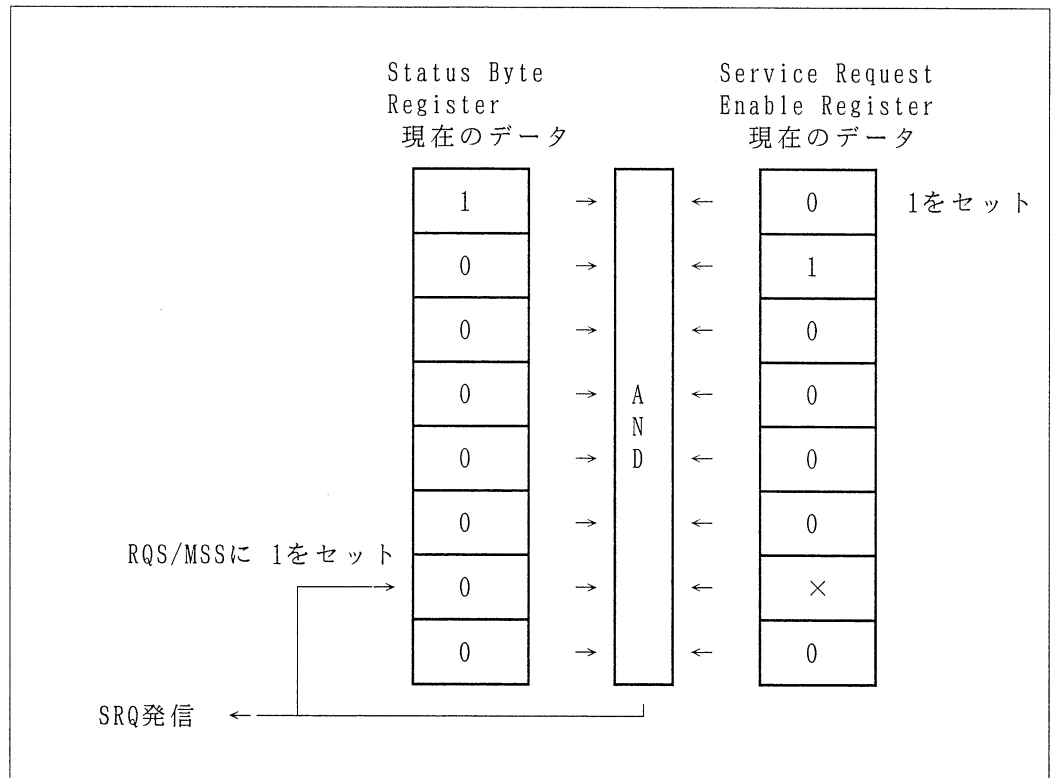 Status Byte
Register
現在のデータ
Service Request
Enable Register
現在のデータ
1 → ← 0 1をセット
0 → ← 1
0 → ← 0
0 → A ← 0
N
0 → D ← 0
0 → ← 0
RQS/MSSに 1をセット
0 → ← ×
0 → ← 0
SRQ発信 ←